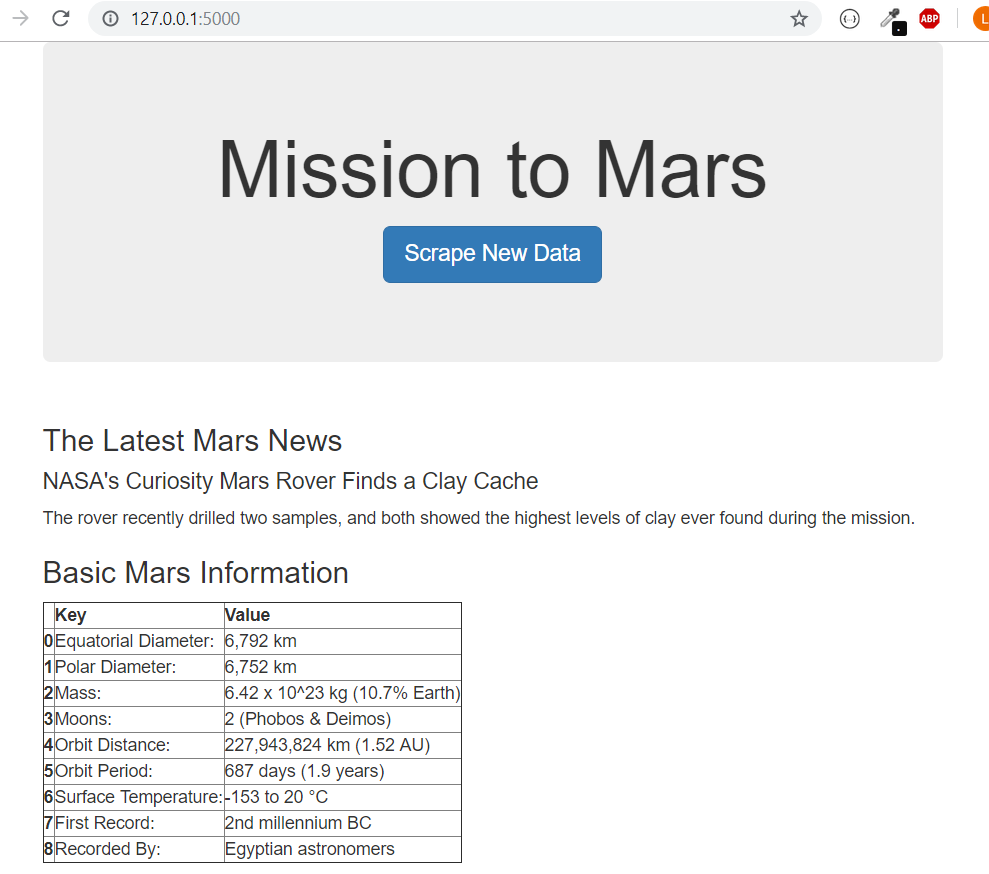 127.0.0.1:5000
ABP
L
Mission to Mars
Scrape New Data
The Latest Mars News
NASA's Curiosity Mars Rover Finds a Clay Cache
The rover recently drilled two samples, and both showed the highest levels of clay ever found during the mission.
Basic Mars Information
Key Value
0 Equatorial Diameter: 6,792 km
1 Polar Diameter: 6,752 km
2 Mass: 6.42 x 10^23 kg (10.7% Earth)
3 Moons: 2 (Phobos & Deimos)
4 Orbit Distance: 227,943,824 km (1.52 AU)
5 Orbit Period: 687 days (1.9 years)
6 Surface Temperature: -153 to 20 °C
7 First Record: 2nd millennium BC
8 Recorded By: Egyptian astronomers